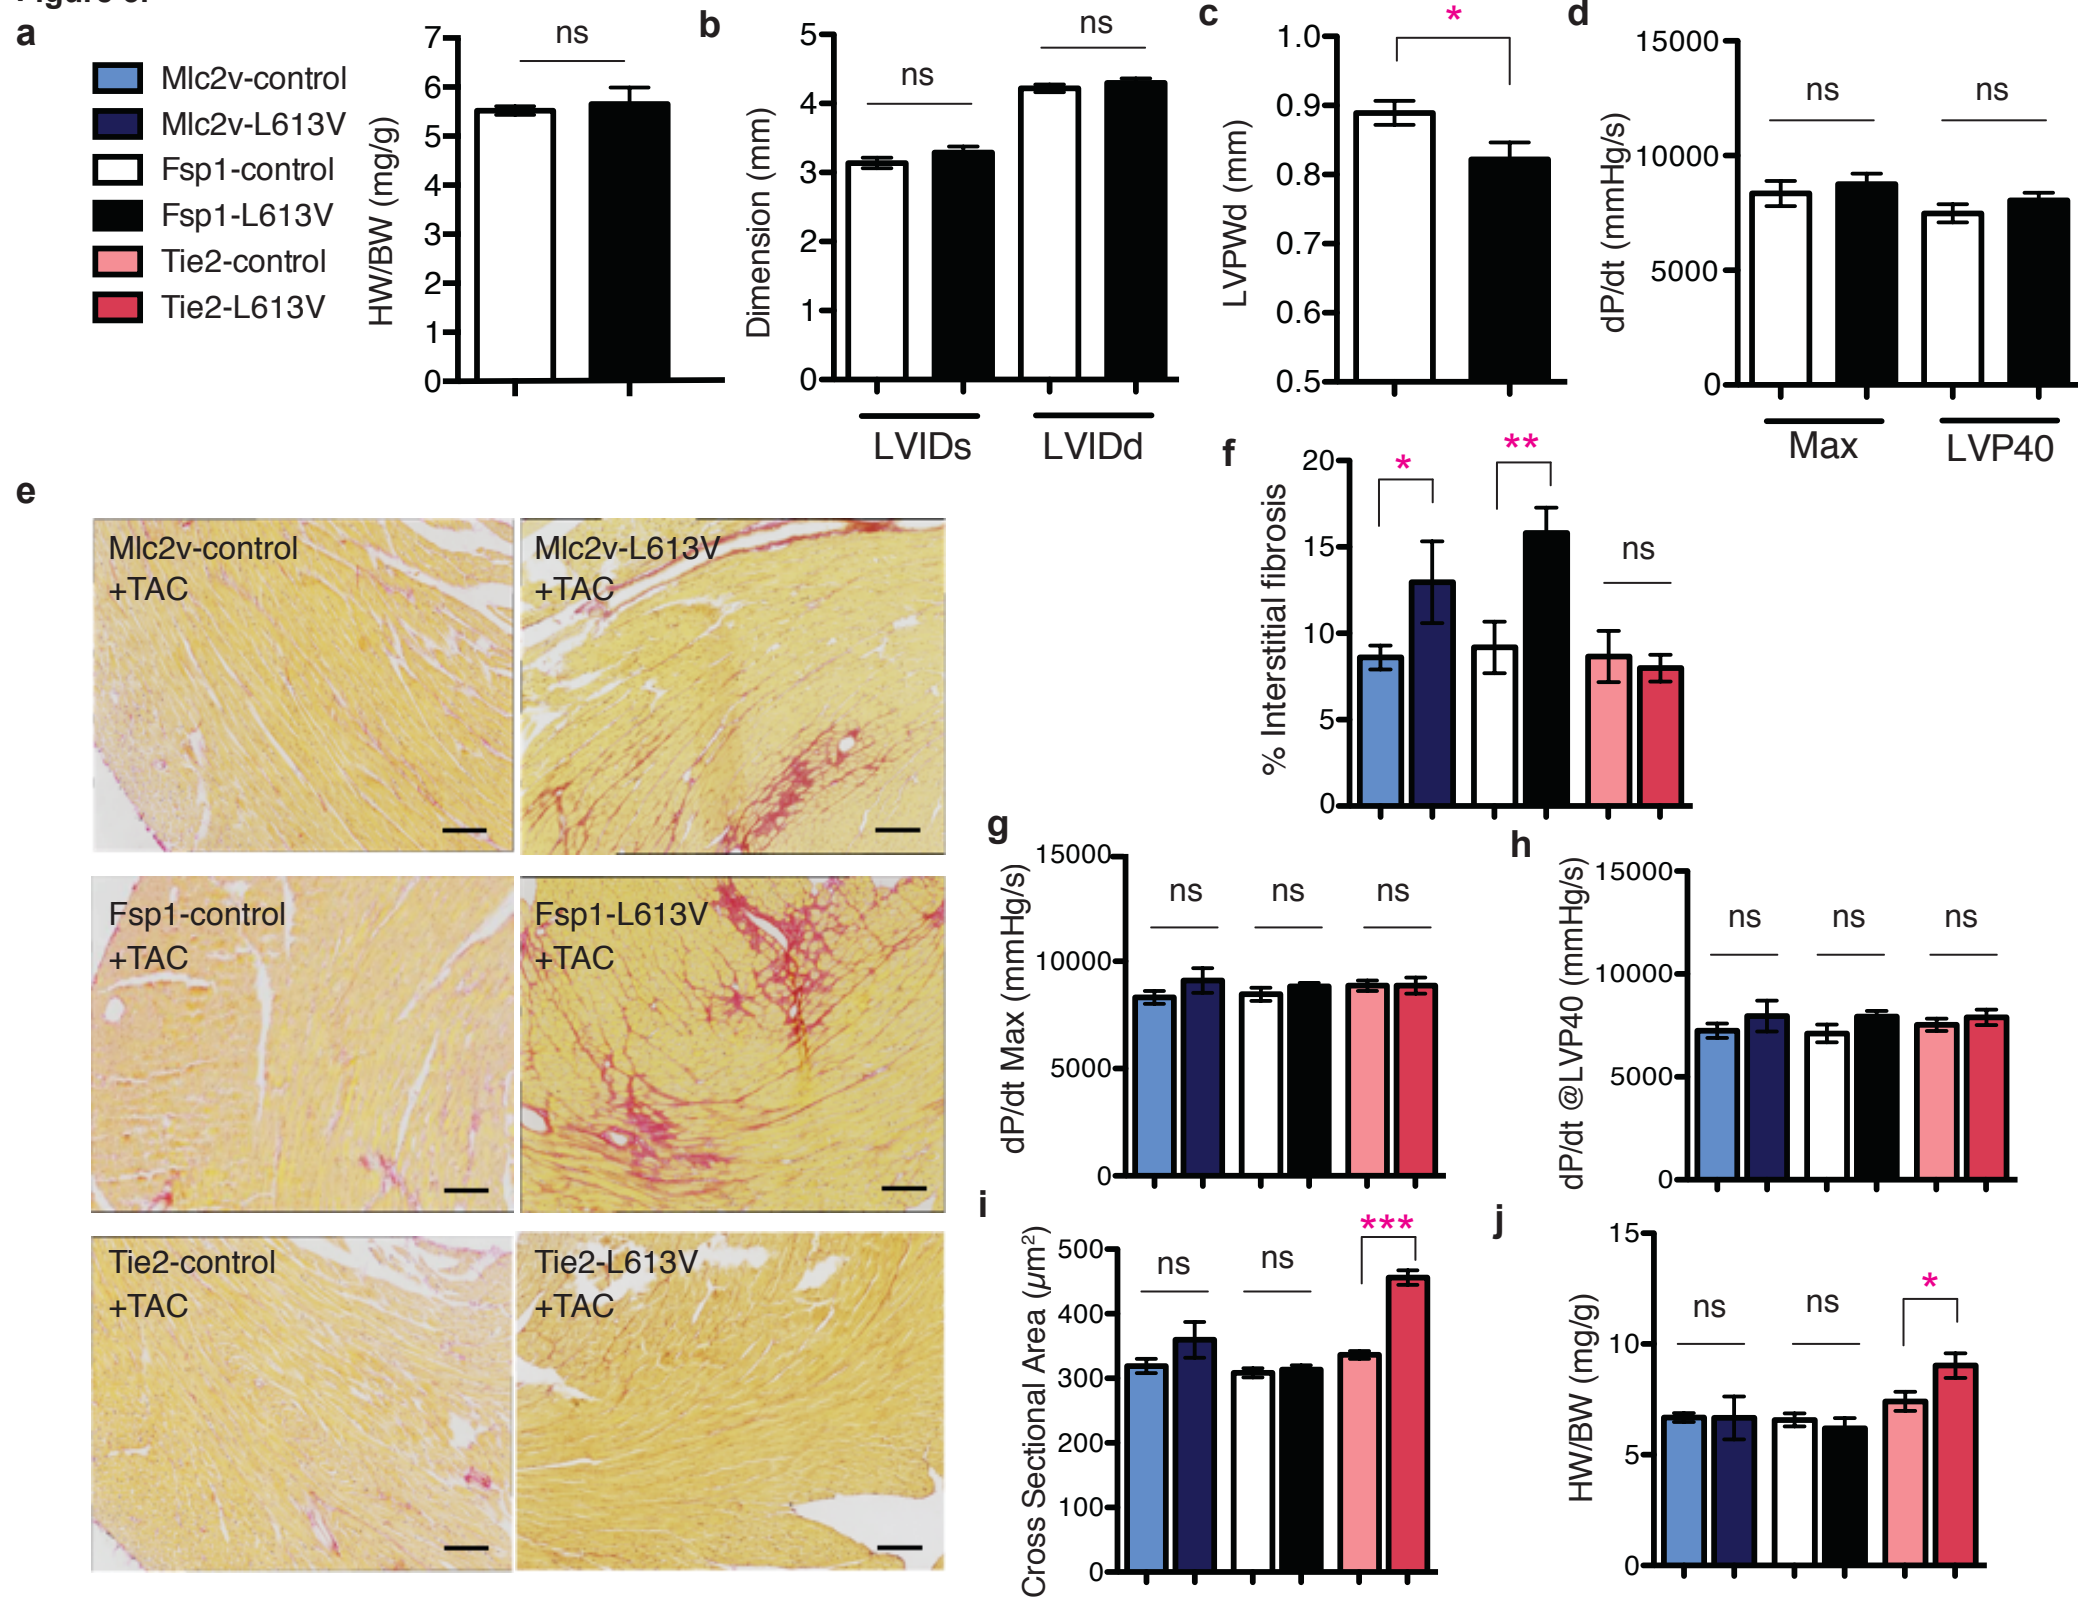 a
Mlc2v-control
Mlc2v-L613V
Fsp1-control
Fsp1-L613V
Tie2-control
Tie2-L613V
HW/BW (mg/g)
7
6
5
4
3
2
1
0
ns
b
Dimension (mm)
5
4
3
2
1
0
ns
ns
LVIDs
LVIDd
c
LVPWd (mm)
1.0
0.9
0.8
0.7
0.6
0.5
*
d
dP/dt (mmHg/s)
15000
10000
5000
0
ns
ns
Max
LVP40
e
Mlc2v-control
+TAC
Mlc2v-L613V
+TAC
Fsp1-control
+TAC
Fsp1-L613V
+TAC
Tie2-control
+TAC
Tie2-L613V
+TAC
f
% Interstitial fibrosis
20
15
10
5
0
*
**
ns
g
dP/dt Max (mmHg/s)
15000
10000
5000
0
ns
ns
ns
h
dP/dt @LVP40 (mmHg/s)
15000
10000
5000
0
ns
ns
ns
i
Cross Sectional Area (µm²)
500
400
300
200
100
0
ns
ns
***
j
HW/BW (mg/g)
15
10
5
0
ns
ns
*